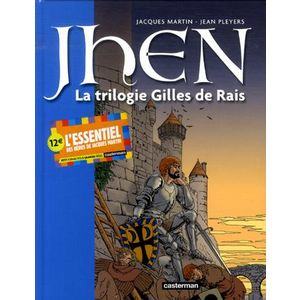 JACQUES MARTIN - JEAN PLEYERS
JHEN
La trilogie Gilles de Rais
12€
L'ESSENTIEL
DES HÉROS DE JACQUES MARTIN
casterman